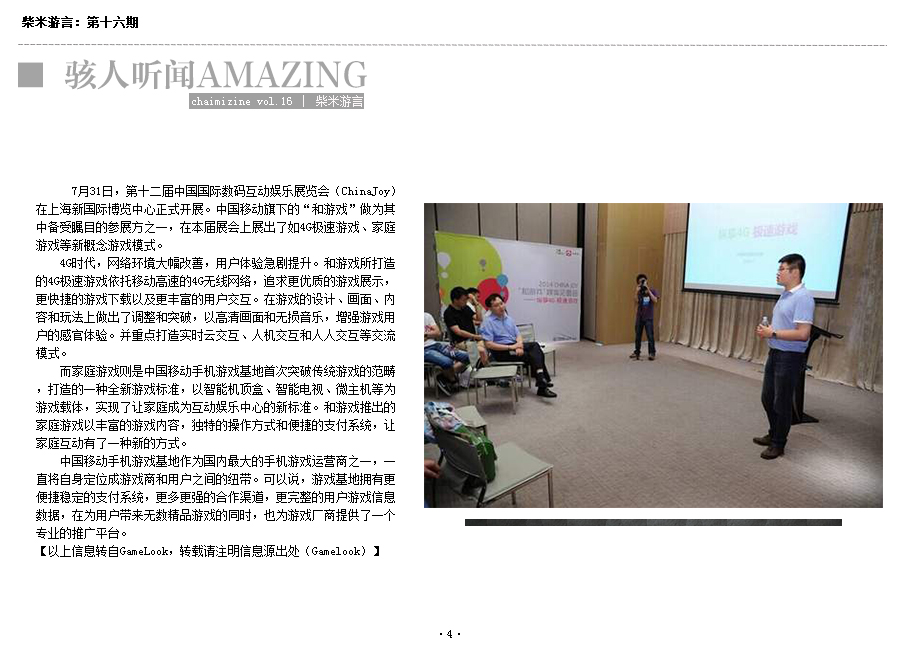 柴米游言：第十六期
骇人听闻AMAZING
chaimizine vol.16 | 柴米游言
7月31日，第十二届中国国际数码互动娱乐展览会（ChinaJoy）
在上海新国际博览中心正式开展。中国移动旗下的“和游戏”做为其
中备受瞩目的参展方之一，在本届展会上展出了如4G极速游戏、家庭
游戏等新概念游戏模式。
4G时代，网络环境大幅改善，用户体验急剧提升。和游戏所打造
的4G极速游戏依托移动高速的4G无线网络，追求更优质的游戏展示，
更快捷的游戏下载以及更丰富的用户交互。在游戏的设计、画面、内
容和玩法上做出了调整和突破，以高清画面和无损音乐，增强游戏用
户的感官体验。并重点打造实时云交互、人机交互和人人交互等交流
模式。
而家庭游戏则是中国移动手机游戏基地首次突破传统游戏的范畴
，打造的一种全新游戏标准，以智能机顶盒、智能电视、微主机等为
游戏载体，实现了让家庭成为互动娱乐中心的新标准。和游戏推出的
家庭游戏以丰富的游戏内容，独特的操作方式和便捷的支付系统，让
家庭互动有了一种新的方式。
中国移动手机游戏基地作为国内最大的手机游戏运营商之一，一
直将自身定位成游戏商和用户之间的纽带。可以说，游戏基地拥有更
便捷稳定的支付系统，更多更强的合作渠道，更完整的用户游戏信息
数据，在为用户带来无数精品游戏的同时，也为游戏厂商提供了一个
专业的推广平台。
【以上信息转自GameLook，转载请注明信息源出处（Gamelook）】
纵享4G 极速游戏
2014 CHINA JOY
纵享4G·极速游戏
·4·